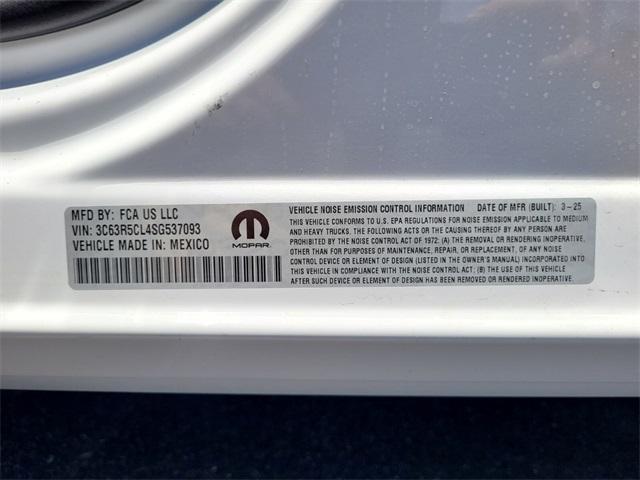 MFD BY: FCA US LLC
VIN: 3C63R5CL4SG537093
VEHICLE MADE IN: MEXICO
MOPAR
VEHICLE NOISE EMISSION CONTROL INFORMATION DATE OF MFR (BUILT): 3-25
THIS VEHICLE CONFORMS TO U.S. EPA REGULATIONS FOR NOISE EMISSION APPLICABLE TO MEDIUM
AND HEAVY TRUCKS. THE FOLLOWING ACTS OR THE CAUSING THEREOF BY ANY PERSON ARE
PROHIBITED BY THE NOISE CONTROL ACT OF 1972: (A) THE REMOVAL OR RENDERING INOPERATIVE,
OTHER THAN FOR PURPOSES OF MAINTENANCE, REPAIR, OR REPLACEMENT, OF ANY NOISE
CONTROL DEVICE OR ELEMENT OF DESIGN (LISTED IN THE OWNER'S MANUAL) INCORPORATED INTO
THIS VEHICLE IN COMPLIANCE WITH THE NOISE CONTROL ACT; (B) THE USE OF THIS VEHICLE
AFTER SUCH DEVICE OR ELEMENT OF DESIGN HAS BEEN REMOVED OR RENDERED INOPERATIVE.